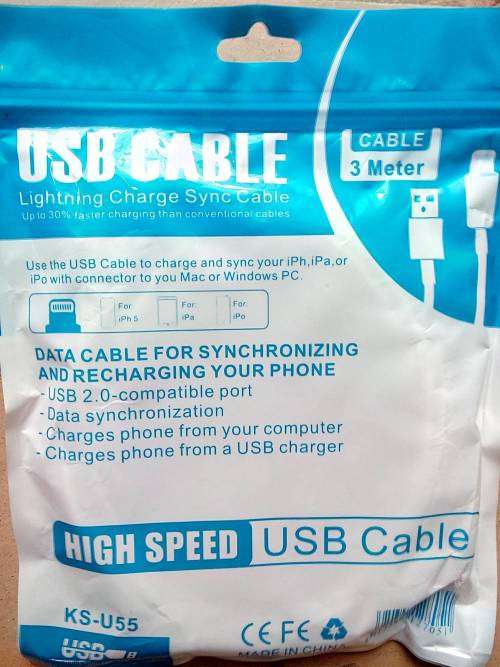 USB CABLE
Lightning Charge Sync Cable
Up to 30% faster charging than conventional cables
CABLE
3 Meter
Use the USB Cable to charge and sync your iPh,iPa,or
iPo with connector to you Mac or Windows PC.
For
iPh 5
For
iPa
For
iPo
DATA CABLE FOR SYNCHRONIZING
AND RECHARGING YOUR PHONE
- USB 2.0-compatible port
- Data synchronization
- Charges phone from your computer
- Charges phone from a USB charger
HIGH SPEED USB Cable
KS-U55
USB
CE FC
MADE IN CHINA